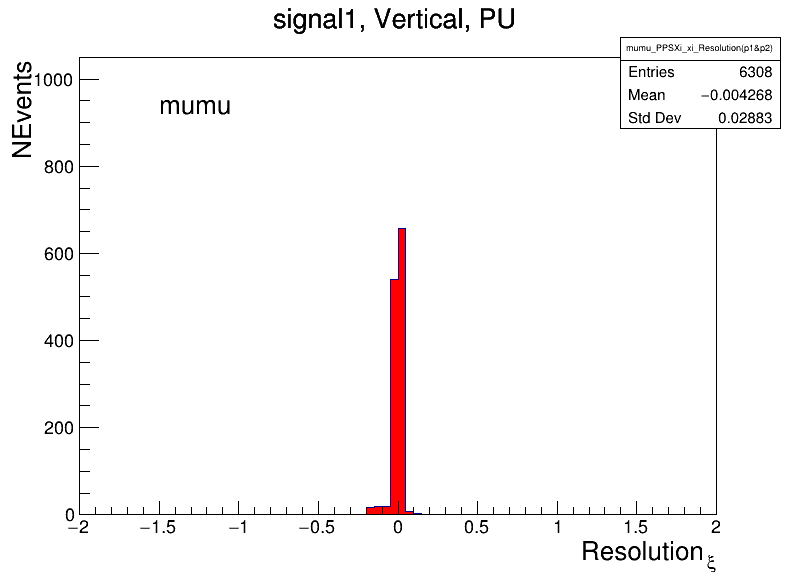 signal1, Vertical, PU
mumu_PPSXi_xi_Resolution(p1&p2)
Entries 6308
Mean −0.004268
Std Dev 0.02883
NEvents
mumu
1000
800
600
400
200
0
−2 −1.5 −1 −0.5 0 0.5 1 1.5 2
Resolution ξ